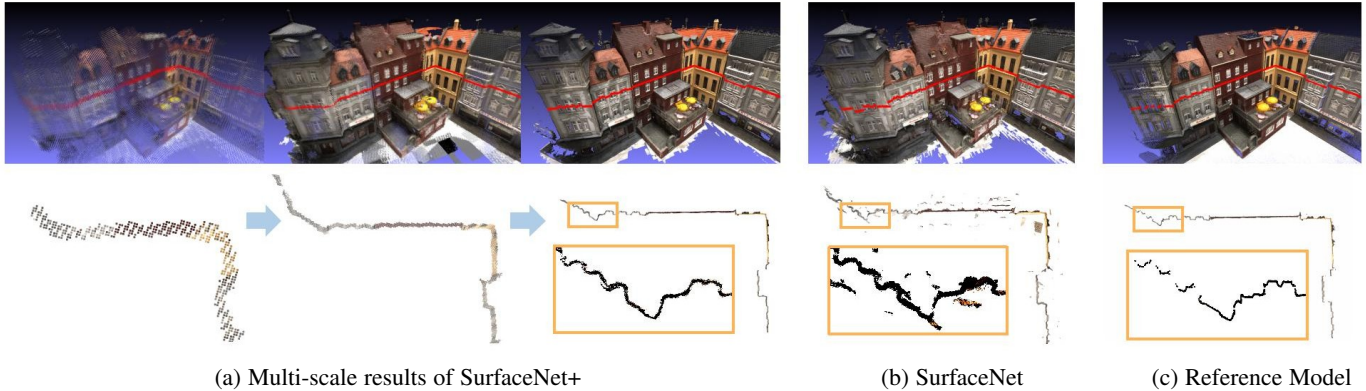 (a) Multi-scale results of SurfaceNet+
(b) SurfaceNet
(c) Reference Model